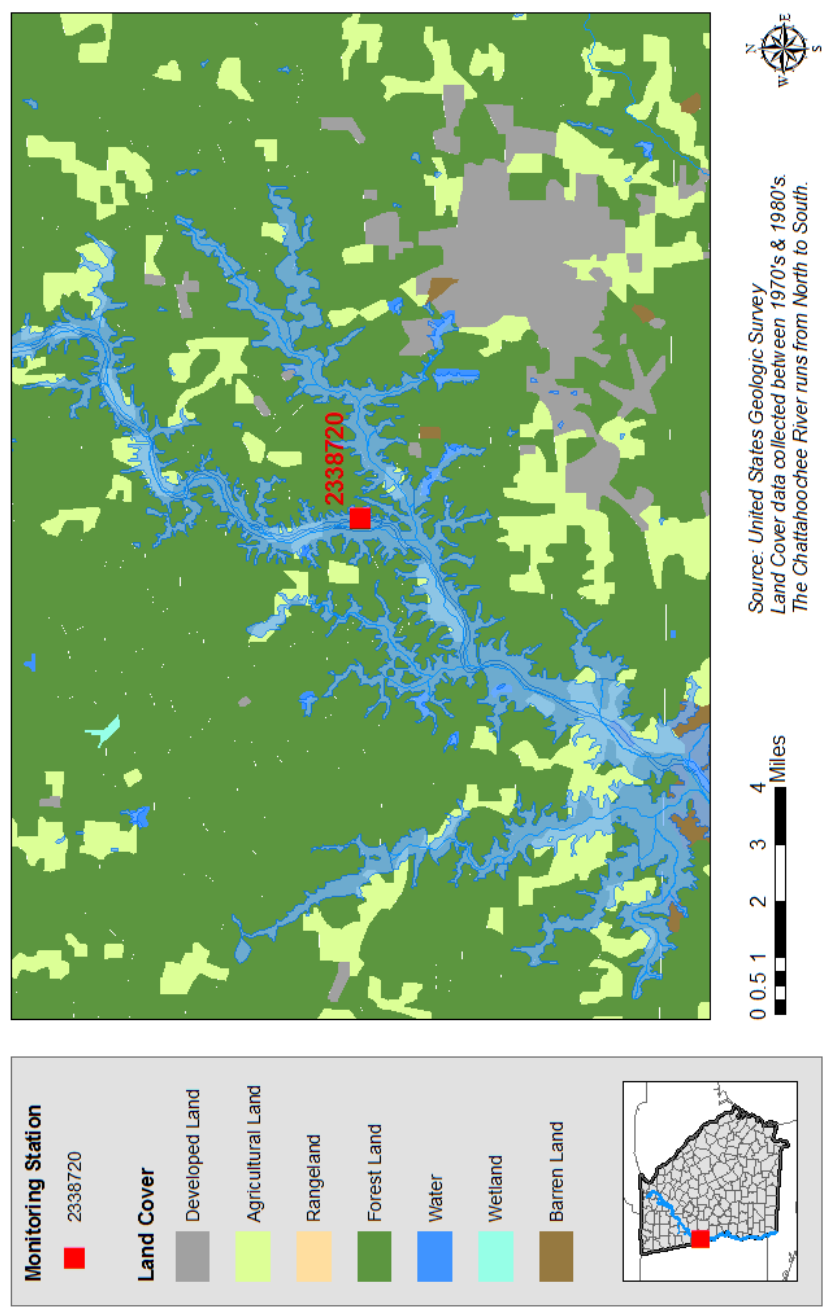 Monitoring Station
2338720
Land Cover
Developed Land
Agricultural Land
Rangeland
Forest Land
Water
Wetland
Barren Land
2338720
0 0.5 1 2 3 4
Miles
Source: United States Geologic Survey
Land Cover data collected between 1970's & 1980's.
The Chattahoochee River runs from North to South.
N
W E
S